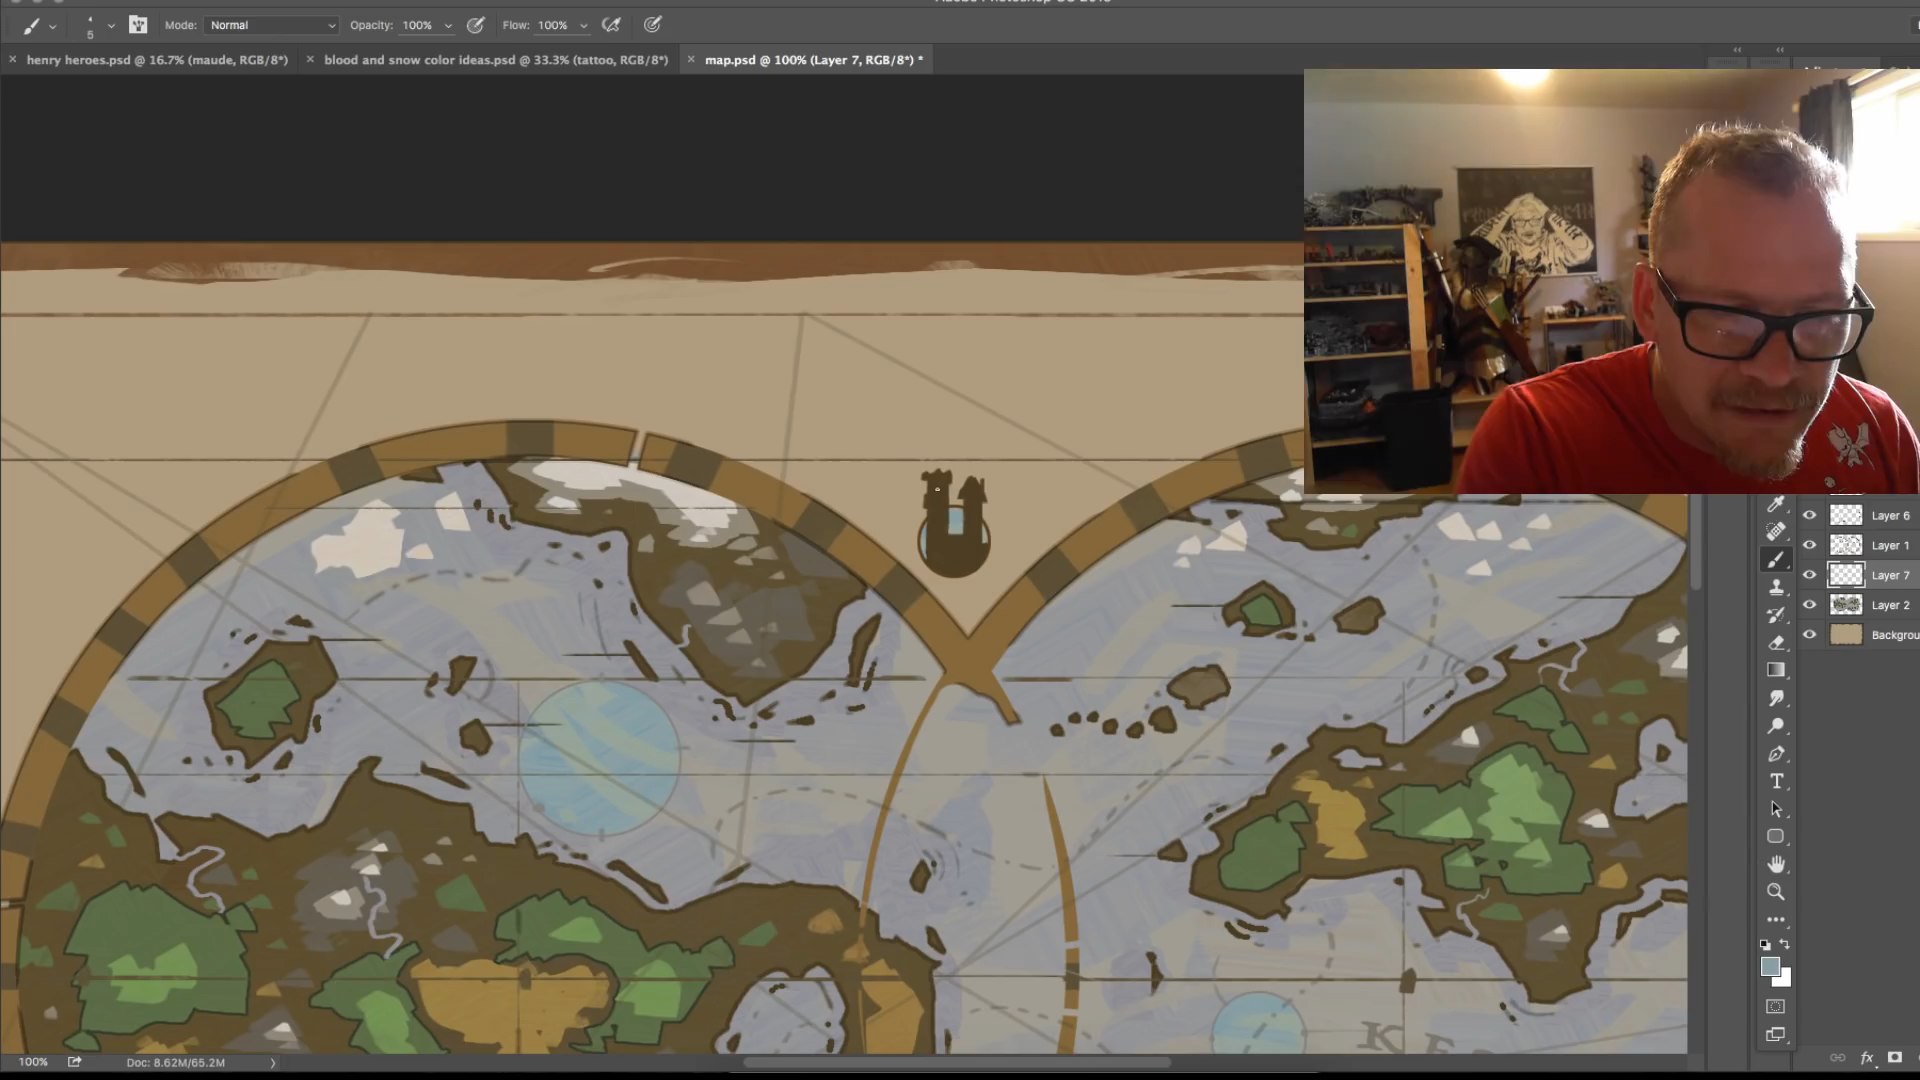 5
Mode: Normal
Opacity: 100%
Flow: 100%
henry heroes.psd @ 16.7% (maude, RGB/8*)
blood and snow color ideas.psd @ 33.3% (tattoo, RGB/8*)
map.psd @ 100% (Layer 7, RGB/8*) *
Layer 6
Layer 1
Layer 7
Layer 2
Backgrou
fx
100%
Doc: 8.62M/65.2M